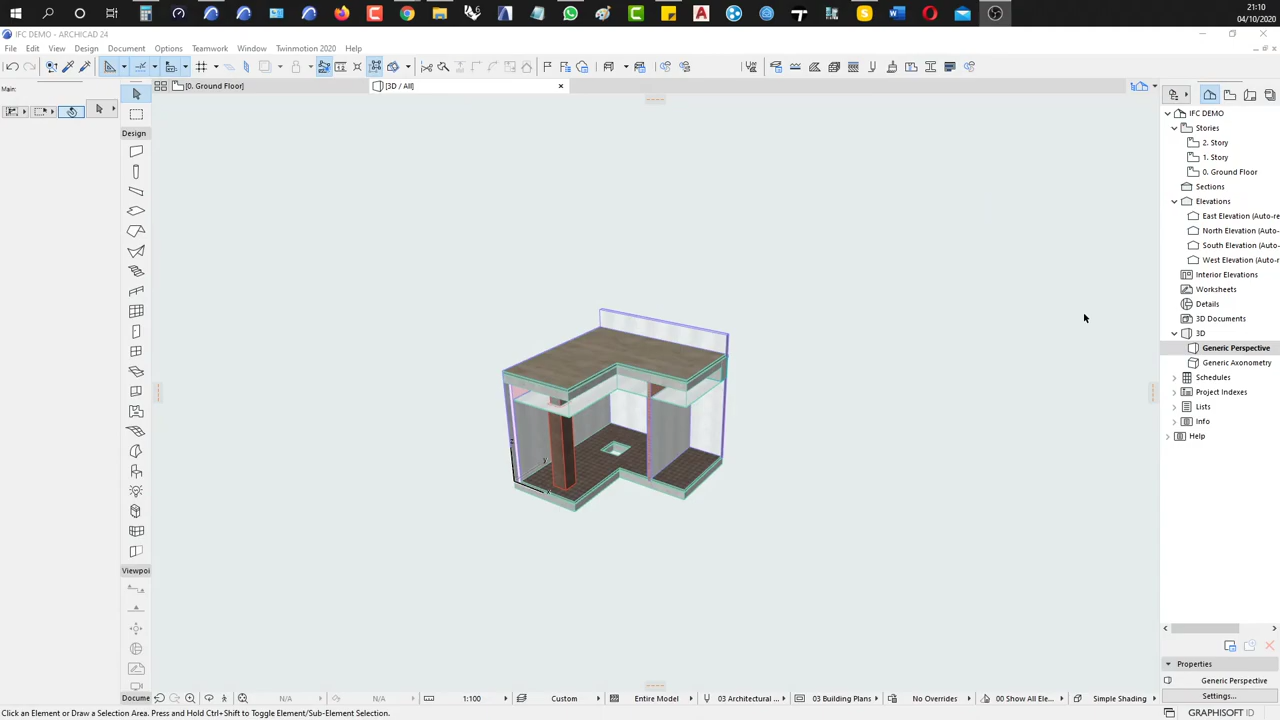 21:10
04/10/2020
IFC DEMO - ARCHICAD 24
File Edit View Design Document Options Teamwork Window Twinmotion 2020 Help
[0. Ground Floor]
[3D / All]
Main:
Design
IFC DEMO
Stories
2. Story
1. Story
0. Ground Floor
Sections
Elevations
East Elevation (Auto-re
North Elevation (Auto-
South Elevation (Auto-
West Elevation (Auto-r
Interior Elevations
Worksheets
Details
3D Documents
3D
Generic Perspective
Generic Axonometry
Schedules
Project Indexes
Lists
Info
Help
Viewpoi
Properties
Generic Perspective
Settings...
Docume
N/A
N/A
1:100
Custom
Entire Model
03 Architectural ...
03 Building Plans
No Overrides
00 Show All Ele...
Simple Shading
Click an Element or Draw a Selection Area. Press and Hold Ctrl+Shift to Toggle Element/Sub-Element Selection.
GRAPHISOFT ID